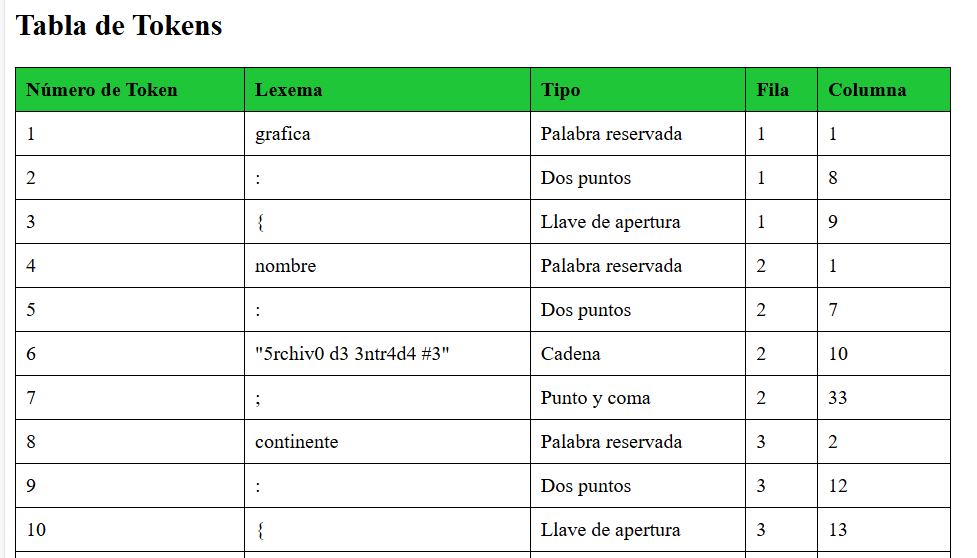 Tabla de Tokens
Número de Token Lexema Tipo Fila Columna
1 grafica Palabra reservada 1 1
2 : Dos puntos 1 8
3 { Llave de apertura 1 9
4 nombre Palabra reservada 2 1
5 : Dos puntos 2 7
6 "5rchiv0 d3 3ntr4d4 #3" Cadena 2 10
7 ; Punto y coma 2 33
8 continente Palabra reservada 3 2
9 : Dos puntos 3 12
10 { Llave de apertura 3 13